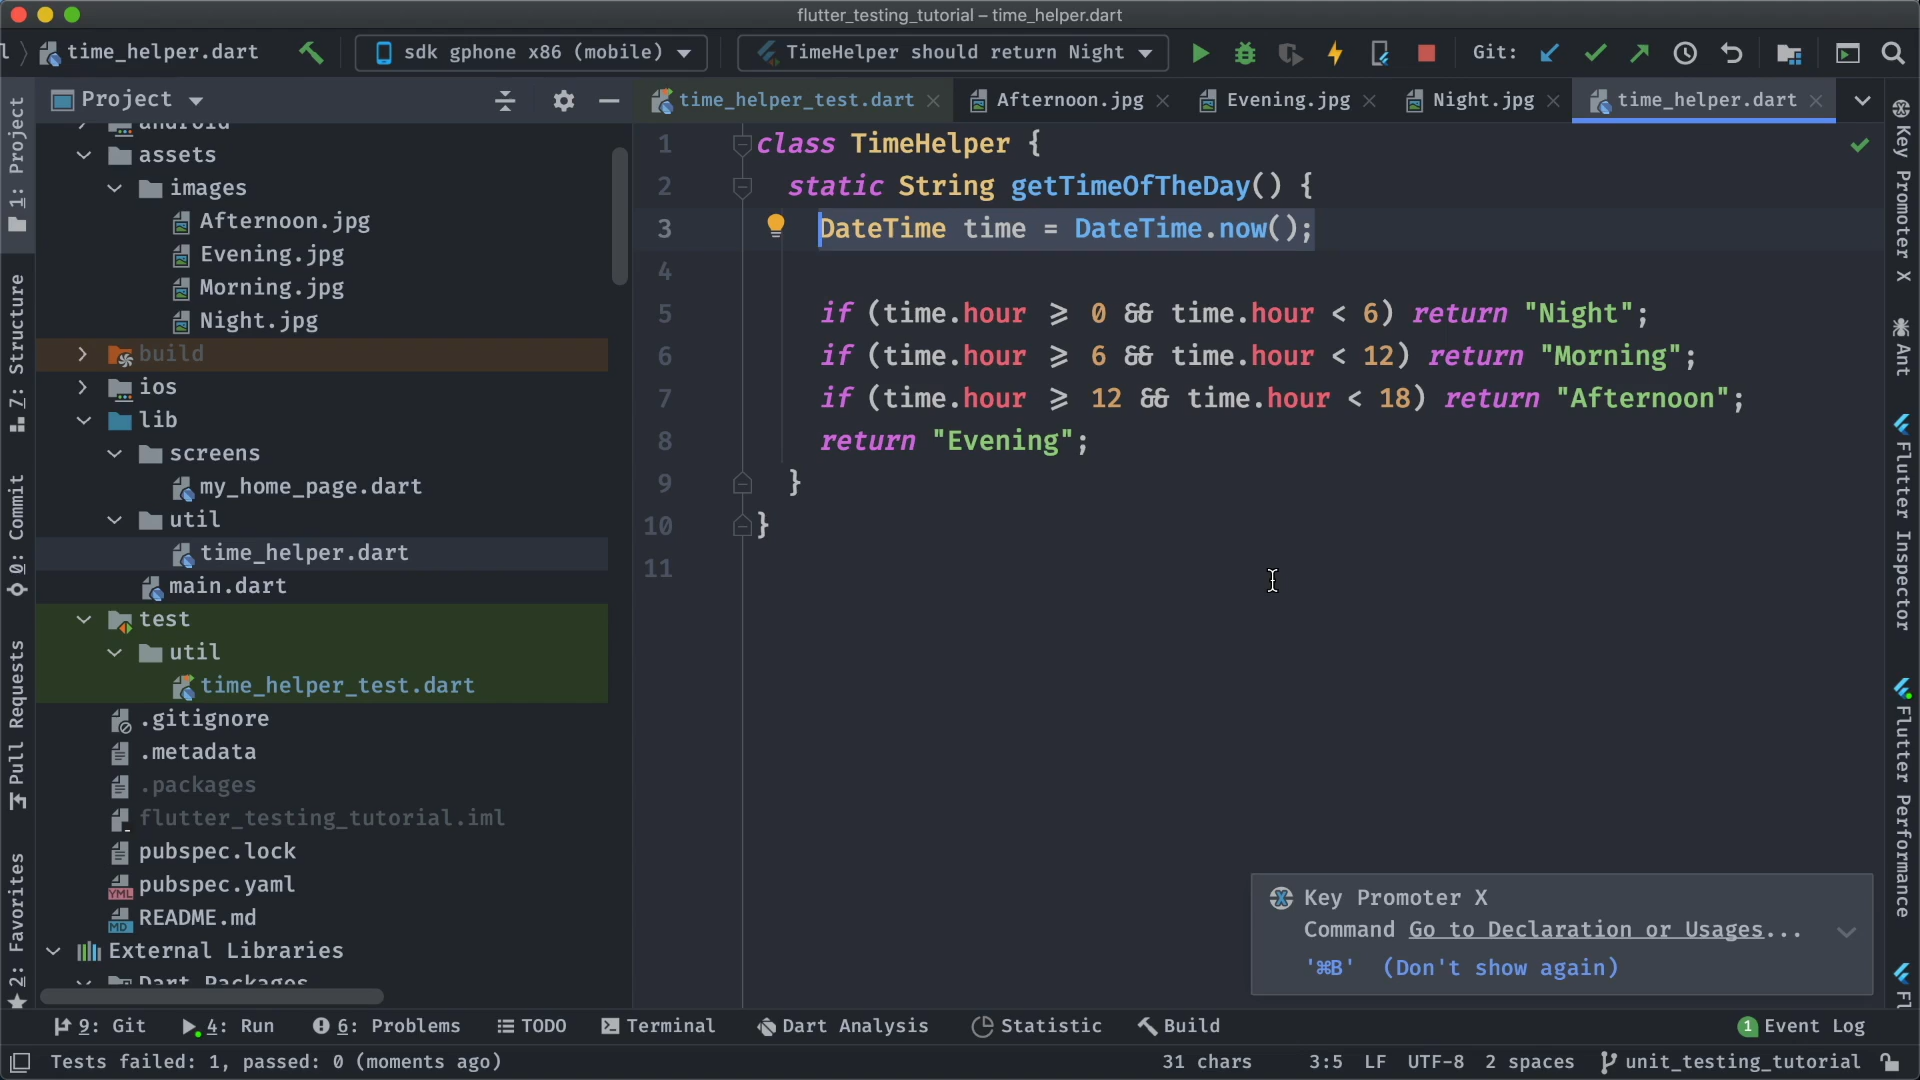 flutter_testing_tutorial – time_helper.dart
time_helper.dart
sdk gphone x86 (mobile)
TimeHelper should return Night
Git:
Project
time_helper_test.dart
Afternoon.jpg
Evening.jpg
Night.jpg
time_helper.dart
android
assets
images
Afternoon.jpg
Evening.jpg
Morning.jpg
Night.jpg
build
ios
lib
screens
my_home_page.dart
util
time_helper.dart
main.dart
test
util
time_helper_test.dart
.gitignore
.metadata
.packages
flutter_testing_tutorial.iml
pubspec.lock
pubspec.yaml
README.md
External Libraries
Dart Packages
1: Project
7: Structure
0: Commit
Pull Requests
2: Favorites
1 class TimeHelper {
2 static String getTimeOfTheDay() {
3 DateTime time = DateTime.now();
4
5 if (time.hour >= 0 && time.hour < 6) return "Night";
6 if (time.hour >= 6 && time.hour < 12) return "Morning";
7 if (time.hour >= 12 && time.hour < 18) return "Afternoon";
8 return "Evening";
9 }
10 }
11
Key Promoter X
Ant
Flutter Inspector
Flutter Performance
Fl
Key Promoter X
Command Go to Declaration or Usages...
'⌘B' (Don't show again)
9: Git
4: Run
6: Problems
TODO
Terminal
Dart Analysis
Statistic
Build
1 Event Log
Tests failed: 1, passed: 0 (moments ago)
31 chars
3:5
LF
UTF-8
2 spaces
unit_testing_tutorial